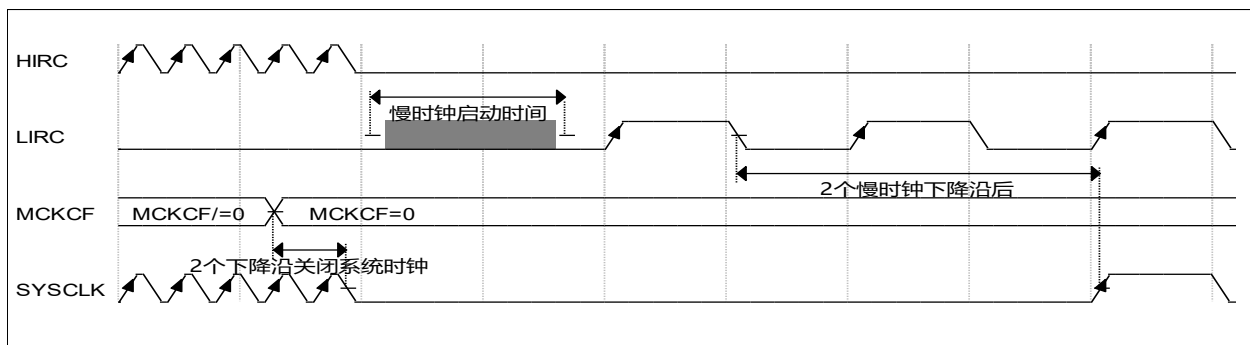 HIRC
慢时钟启动时间
LIRC
2个慢时钟下降沿后
MCKCF MCKCF/=0 MCKCF=0
2个下降沿关闭系统时钟
SYSCLK